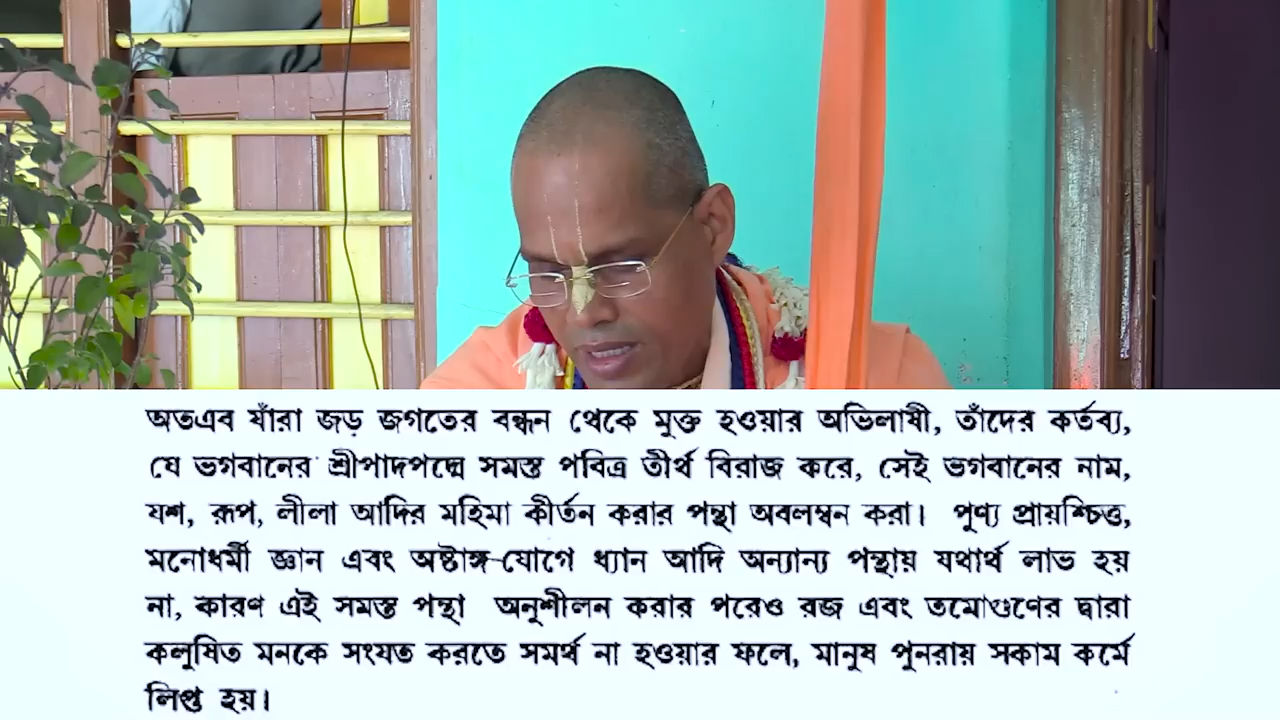 অতএব যাঁরা জড় জগতের বন্ধন থেকে মুক্ত হওয়ার অভিলাষী, তাঁদের কর্তব্য,
যে ভগবানের শ্রীপাদপদ্মে সমস্ত পবিত্র তীর্থ বিরাজ করে, সেই ভগবানের নাম,
যশ, রূপ, লীলা আদির মহিমা কীর্তন করার পন্থা অবলম্বন করা। পুণ্য প্রায়শ্চিত্ত,
মনোধর্মী জ্ঞান এবং অষ্টাঙ্গ-যোগে ধ্যান আদি অন্যান্য পন্থায় যথার্থ লাভ হয়
না, কারণ এই সমস্ত পন্থা অনুশীলন করার পরেও রজ এবং তমোগুণের দ্বারা
কলুষিত মনকে সংযত করতে সমর্থ না হওয়ার ফলে, মানুষ পুনরায় সকাম কর্মে
লিপ্ত হয়।